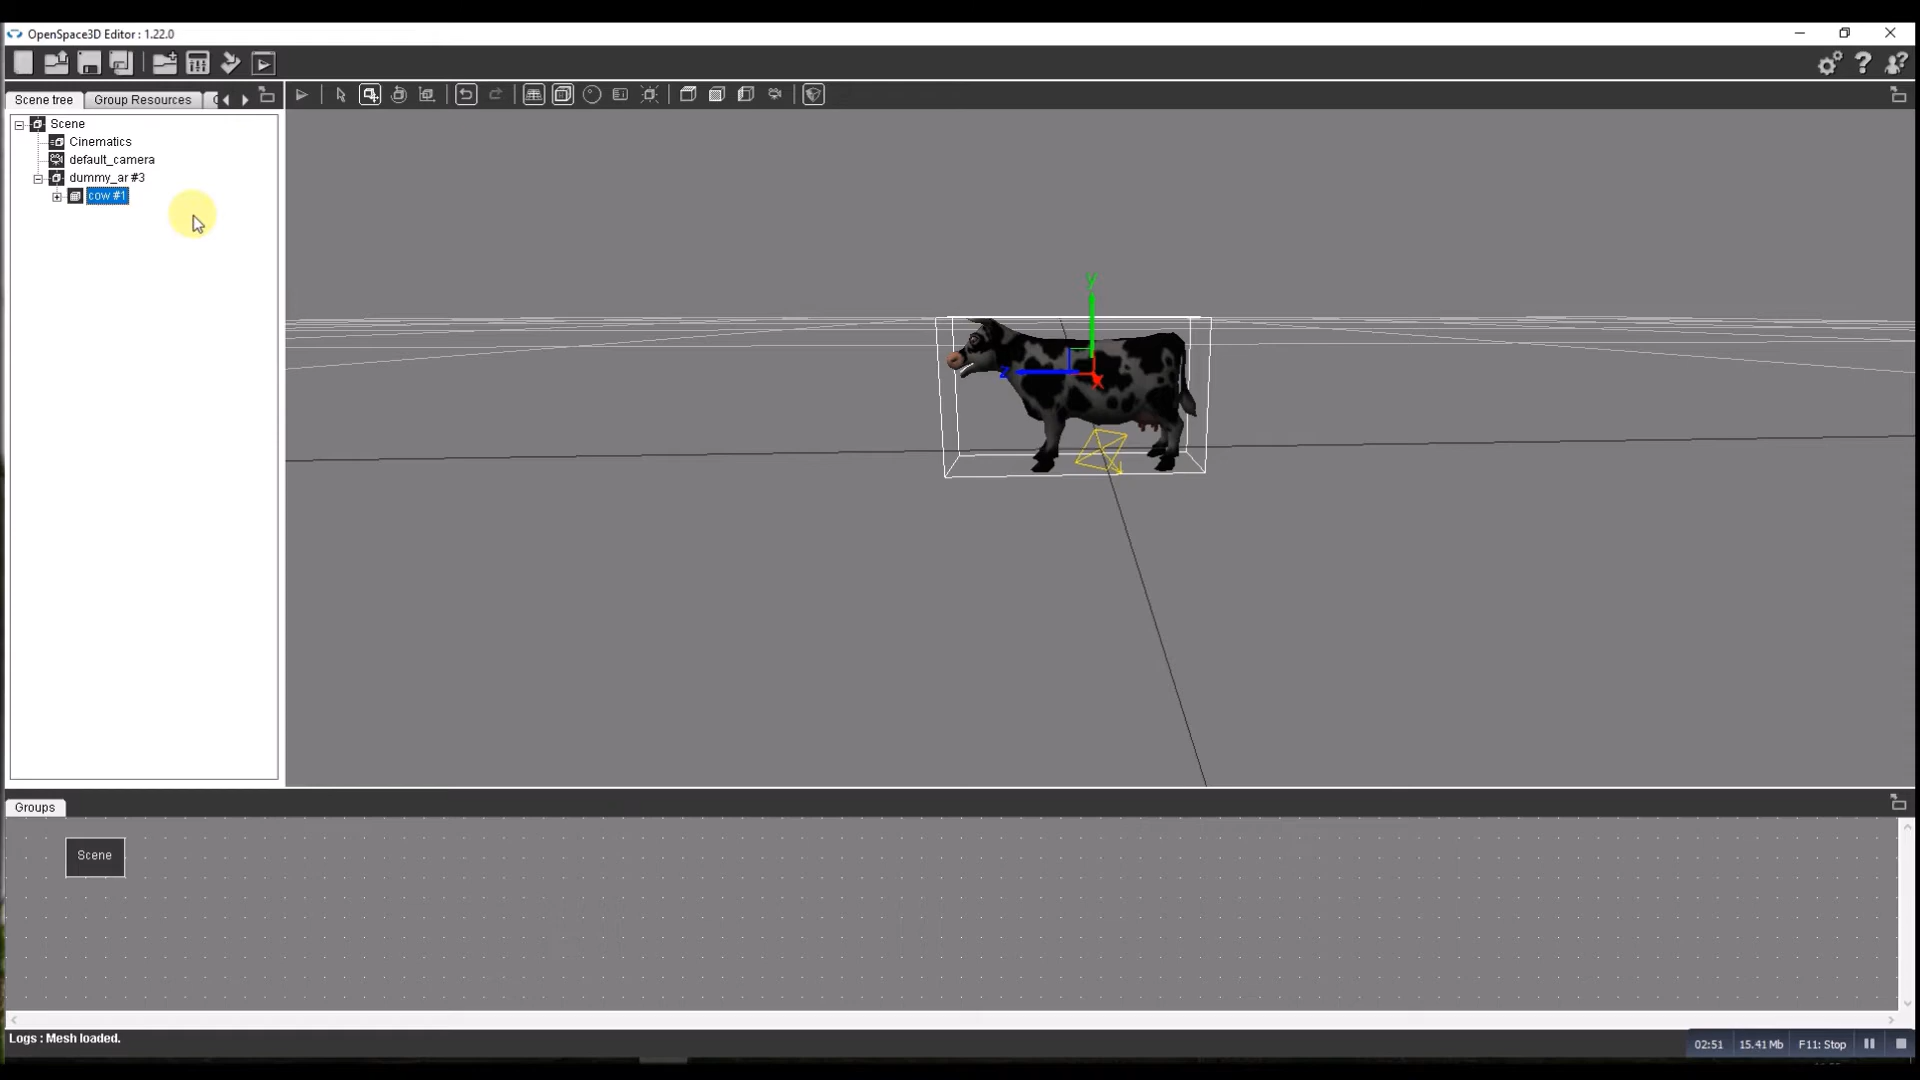 OpenSpace3D Editor : 1.22.0
Scene tree
Group Resources
Scene
Cinematics
default_camera
dummy_ar #3
cow #1
y
z
x
Groups
Scene
Logs : Mesh loaded.
02:51
15.41 Mb
F11: Stop